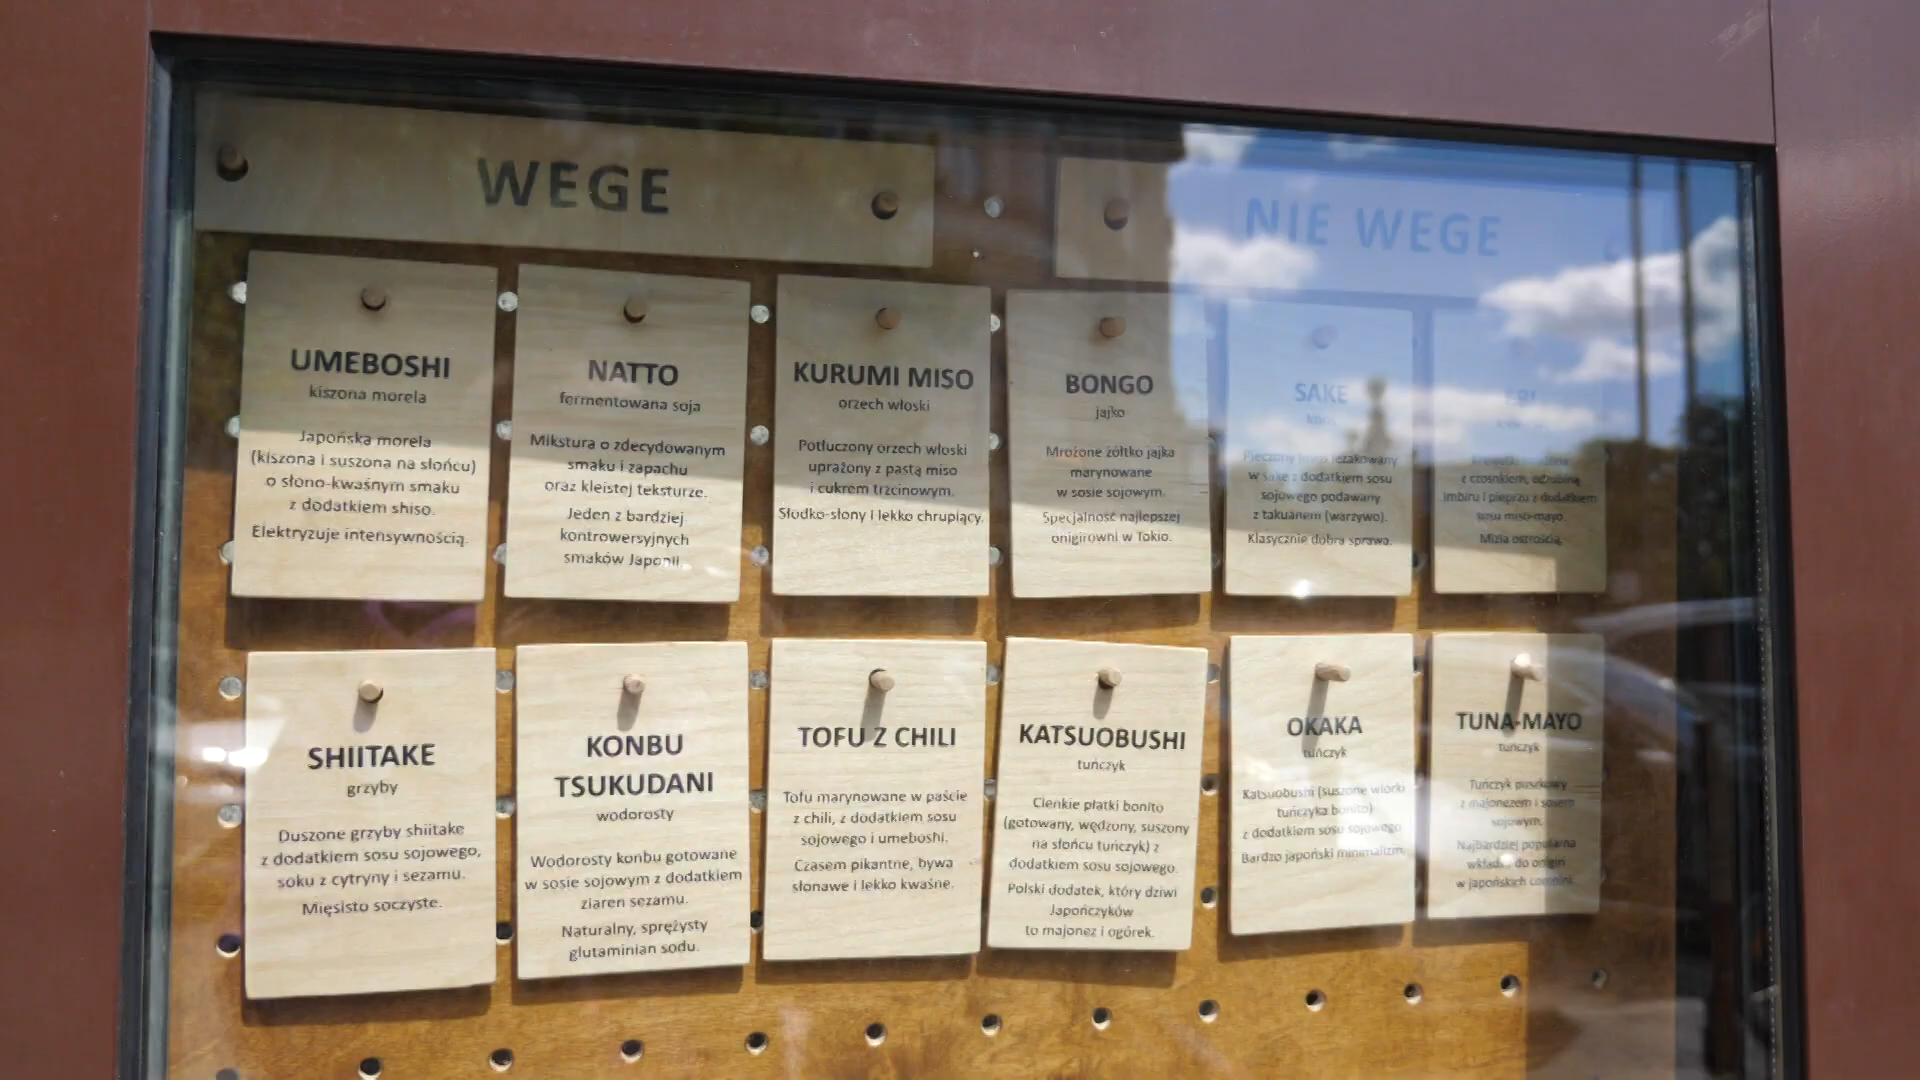 WEGE
NIE WEGE
UMEBOSHI
kiszona morela
Japońska morela
(kiszona i suszona na słońcu)
o słono-kwaśnym smaku
z dodatkiem shiso.
Elektryzuje intensywnością.
NATTO
fermentowana soja
Mikstura o zdecydowanym
smaku i zapachu
oraz kleistej teksturze.
Jeden z bardziej
kontrowersyjnych
smaków Japonii.
KURUMI MISO
orzech włoski
Potłuczony orzech włoski
uprażony z pastą miso
i cukrem trzcinowym.
Słodko-słony i lekko chrupiący.
BONGO
jajko
Mrożone żółtko jajka
marynowane
w sosie sojowym.
Specjalność najlepszej
onigirowni w Tokio.
SAKE
Pieczony łosoś leżakowany
w sake z dodatkiem sosu
sojowego podawany
z takuanem (warzywo).
Klasycznie dobra sprawa.
EBI
z czosnkiem, odrobiną
imbiru i pieprzu z dodatkiem
sosu miso-mayo.
Mizia ostrością.
SHIITAKE
grzyby
Duszone grzyby shiitake
z dodatkiem sosu sojowego,
soku z cytryny i sezamu.
Mięsisto soczyste.
KONBU
TSUKUDANI
wodorosty
Wodorosty konbu gotowane
w sosie sojowym z dodatkiem
ziaren sezamu.
Naturalny, sprężysty
glutaminian sodu.
TOFU Z CHILI
Tofu marynowane w paście
z chili, z dodatkiem sosu
sojowego i umeboshi.
Czasem pikantne, bywa
słonawe i lekko kwaśne.
KATSUOBUSHI
tuńczyk
Cienkie płatki bonito
(gotowany, wędzony, suszony
na słońcu tuńczyk) z
dodatkiem sosu sojowego.
Polski dodatek, który dziwi
Japończyków
to majonez i ogórek.
OKAKA
tuńczyk
Katsuobushi (suszone wiórki
tuńczyka bonito)
z dodatkiem sosu sojowego
Bardzo japoński minimalizm.
TUNA-MAYO
tuńczyk
Tuńczyk puszkowy
z majonezem i sosem
sojowym.
Najbardziej popularna
wkładka do onigiri
w japońskich combini.